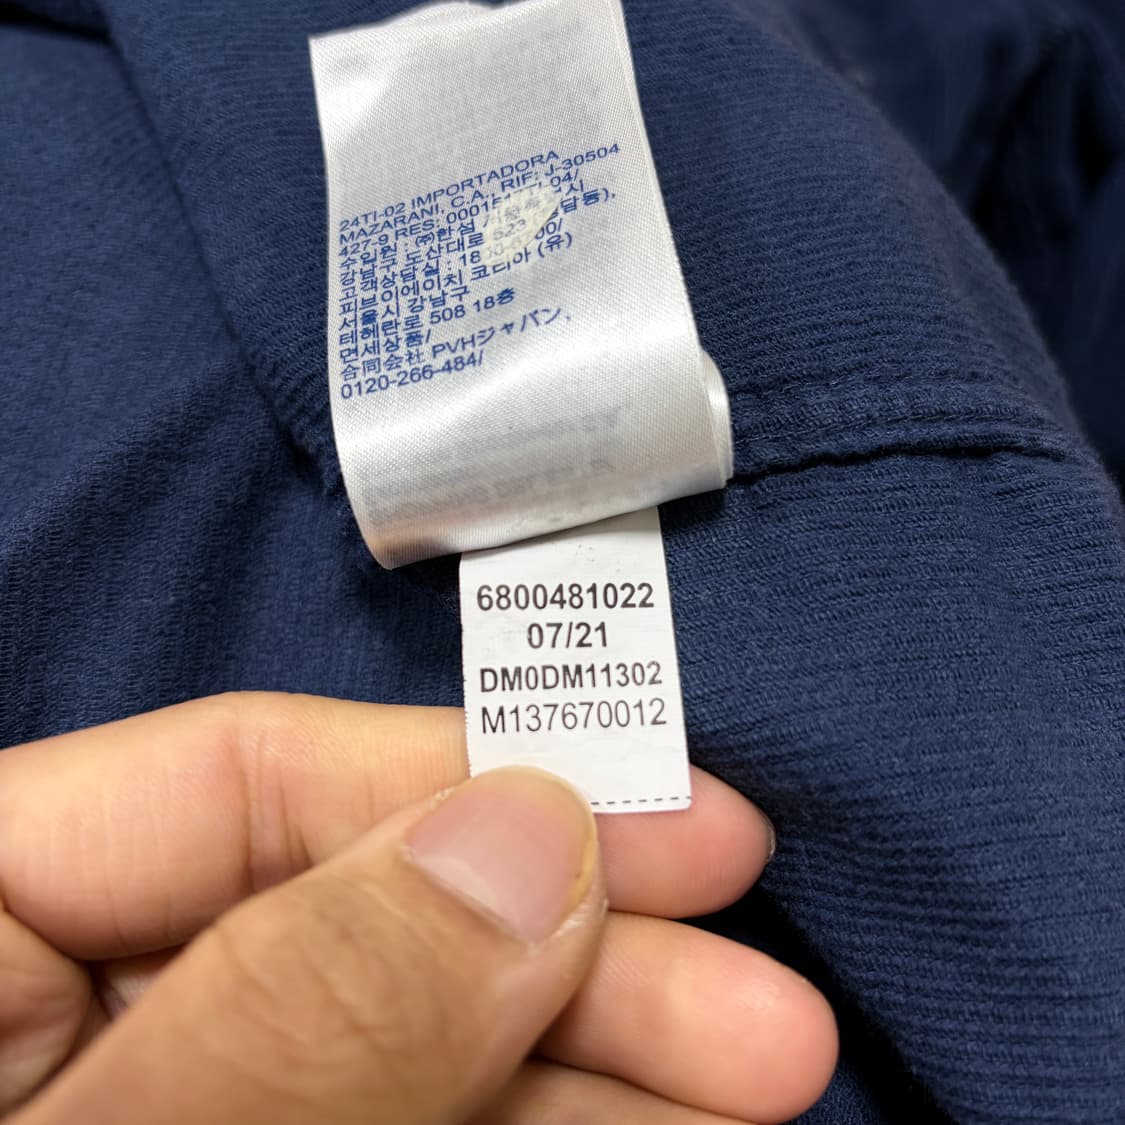 24TI-02 IMPORTADORA
MAZARANI, C.A., RIF: J-30504
427-9 RES:
수입원 : ㈜한섬
강남구 도산대로 523
고객상담실 :
피브이에이치 코리아 (유)
서울시 강남구
테헤란로 508 18층
면세상품/
合同会社 PVHジャパン,
0120-266-484/
6800481022
07/21
DM0DM11302
M137670012